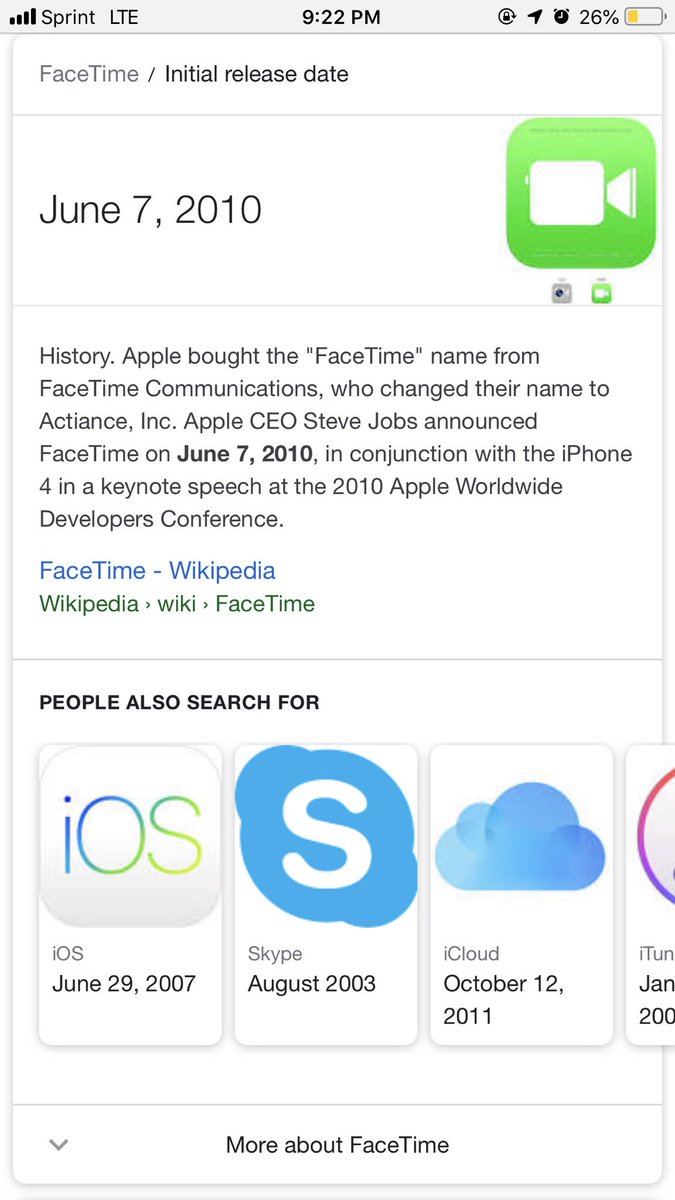 Sprint LTE 9:22 PM 26%
FaceTime / Initial release date
June 7, 2010
History. Apple bought the "FaceTime" name from
FaceTime Communications, who changed their name to
Actiance, Inc. Apple CEO Steve Jobs announced
FaceTime on June 7, 2010, in conjunction with the iPhone
4 in a keynote speech at the 2010 Apple Worldwide
Developers Conference.
FaceTime - Wikipedia
Wikipedia › wiki › FaceTime
PEOPLE ALSO SEARCH FOR
iOS
S
iOS
June 29, 2007
Skype
August 2003
iCloud
October 12,
2011
iTun
Jan
200
More about FaceTime